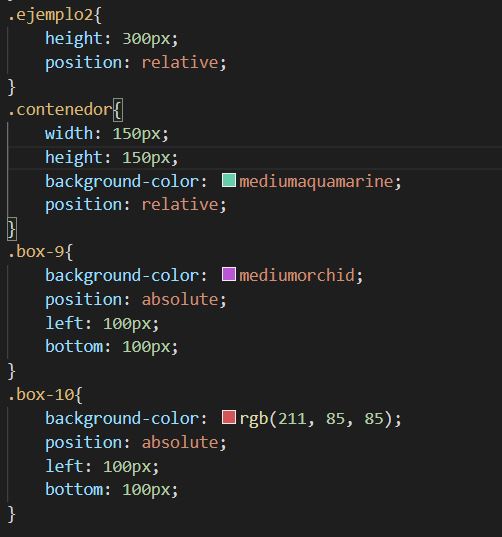 .ejemplo2{
    height: 300px;
    position: relative;
}
.contenedor{
    width: 150px;
    height: 150px;
    background-color: mediumaquamarine;
    position: relative;
}
.box-9{
    background-color: mediumorchid;
    position: absolute;
    left: 100px;
    bottom: 100px;
}
.box-10{
    background-color: rgb(211, 85, 85);
    position: absolute;
    left: 100px;
    bottom: 100px;
}